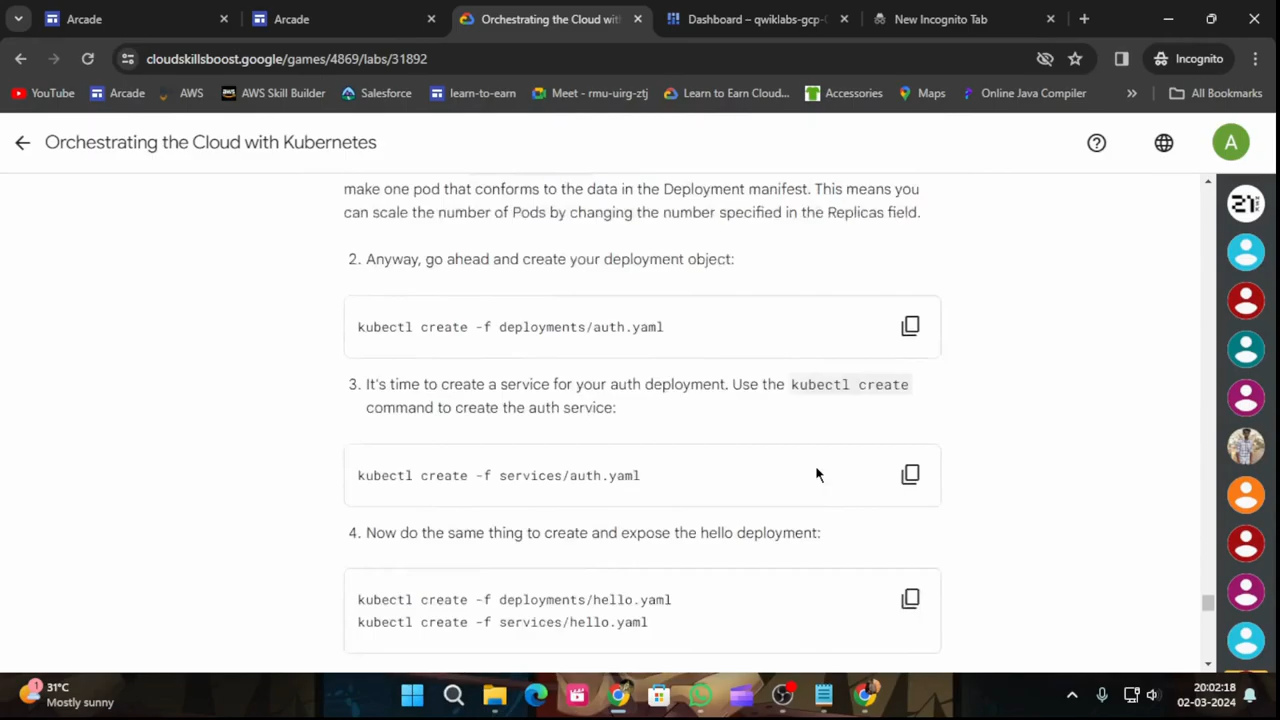 Arcade
Arcade
Orchestrating the Cloud with
Dashboard – qwiklabs-gcp-
New Incognito Tab
cloudskillsboost.google/games/4869/labs/31892
Incognito
YouTube
Arcade
AWS
AWS Skill Builder
Salesforce
learn-to-earn
Meet - rmu-uirg-ztj
Learn to Earn Cloud...
Accessories
Maps
Online Java Compiler
All Bookmarks
Orchestrating the Cloud with Kubernetes
A
make one pod that conforms to the data in the Deployment manifest. This means you
can scale the number of Pods by changing the number specified in the Replicas field.
2. Anyway, go ahead and create your deployment object:
kubectl create -f deployments/auth.yaml
3. It's time to create a service for your auth deployment. Use the kubectl create
command to create the auth service:
kubectl create -f services/auth.yaml
4. Now do the same thing to create and expose the hello deployment:
kubectl create -f deployments/hello.yaml
kubectl create -f services/hello.yaml
1
31°C
Mostly sunny
20:02:18
02-03-2024